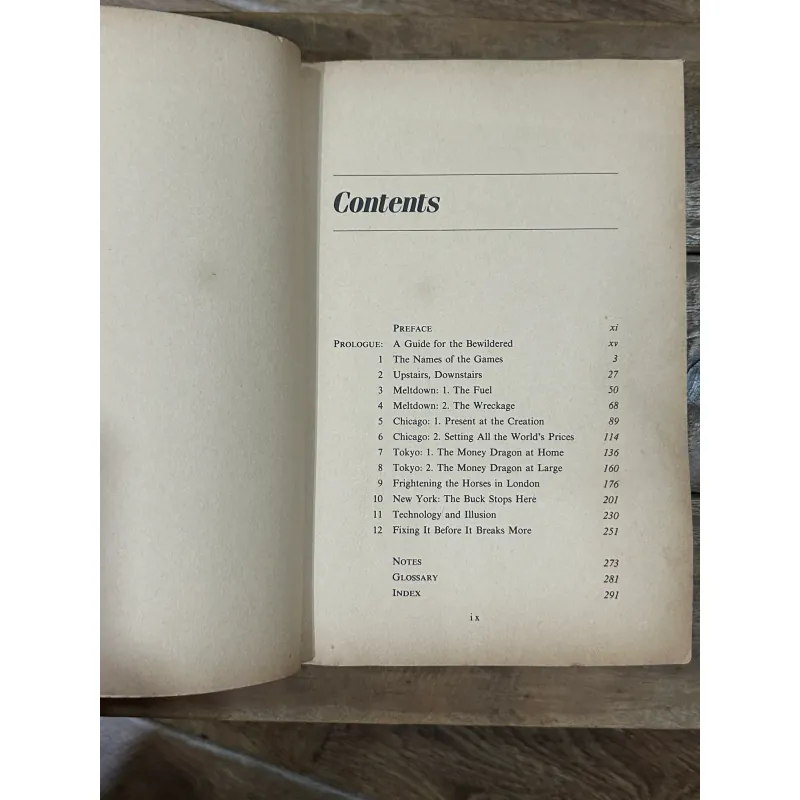 Contents
PREFACE xi
PROLOGUE: A Guide for the Bewildered xv
1 The Names of the Games 3
2 Upstairs, Downstairs 27
3 Meltdown: 1. The Fuel 50
4 Meltdown: 2. The Wreckage 68
5 Chicago: 1. Present at the Creation 89
6 Chicago: 2. Setting All the World's Prices 114
7 Tokyo: 1. The Money Dragon at Home 136
8 Tokyo: 2. The Money Dragon at Large 160
9 Frightening the Horses in London 176
10 New York: The Buck Stops Here 201
11 Technology and Illusion 230
12 Fixing It Before It Breaks More 251
NOTES 273
GLOSSARY 281
INDEX 291
ix